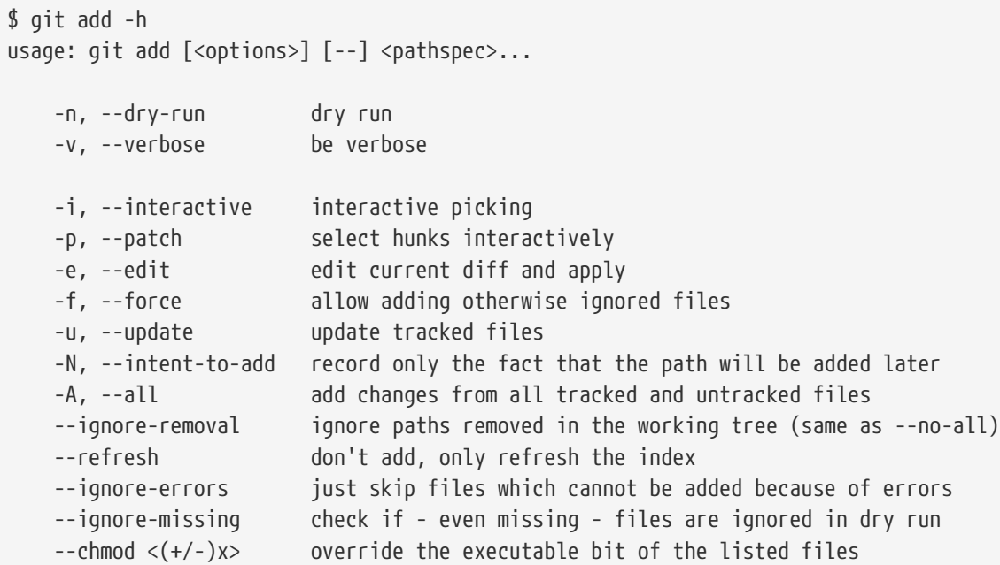 $ git add -h
usage: git add [<options>] [--] <pathspec>...

    -n, --dry-run         dry run
    -v, --verbose         be verbose

    -i, --interactive     interactive picking
    -p, --patch           select hunks interactively
    -e, --edit            edit current diff and apply
    -f, --force           allow adding otherwise ignored files
    -u, --update          update tracked files
    -N, --intent-to-add   record only the fact that the path will be added later
    -A, --all             add changes from all tracked and untracked files
    --ignore-removal      ignore paths removed in the working tree (same as --no-all)
    --refresh             don't add, only refresh the index
    --ignore-errors       just skip files which cannot be added because of errors
    --ignore-missing      check if - even missing - files are ignored in dry run
    --chmod <(+/-)x>      override the executable bit of the listed files